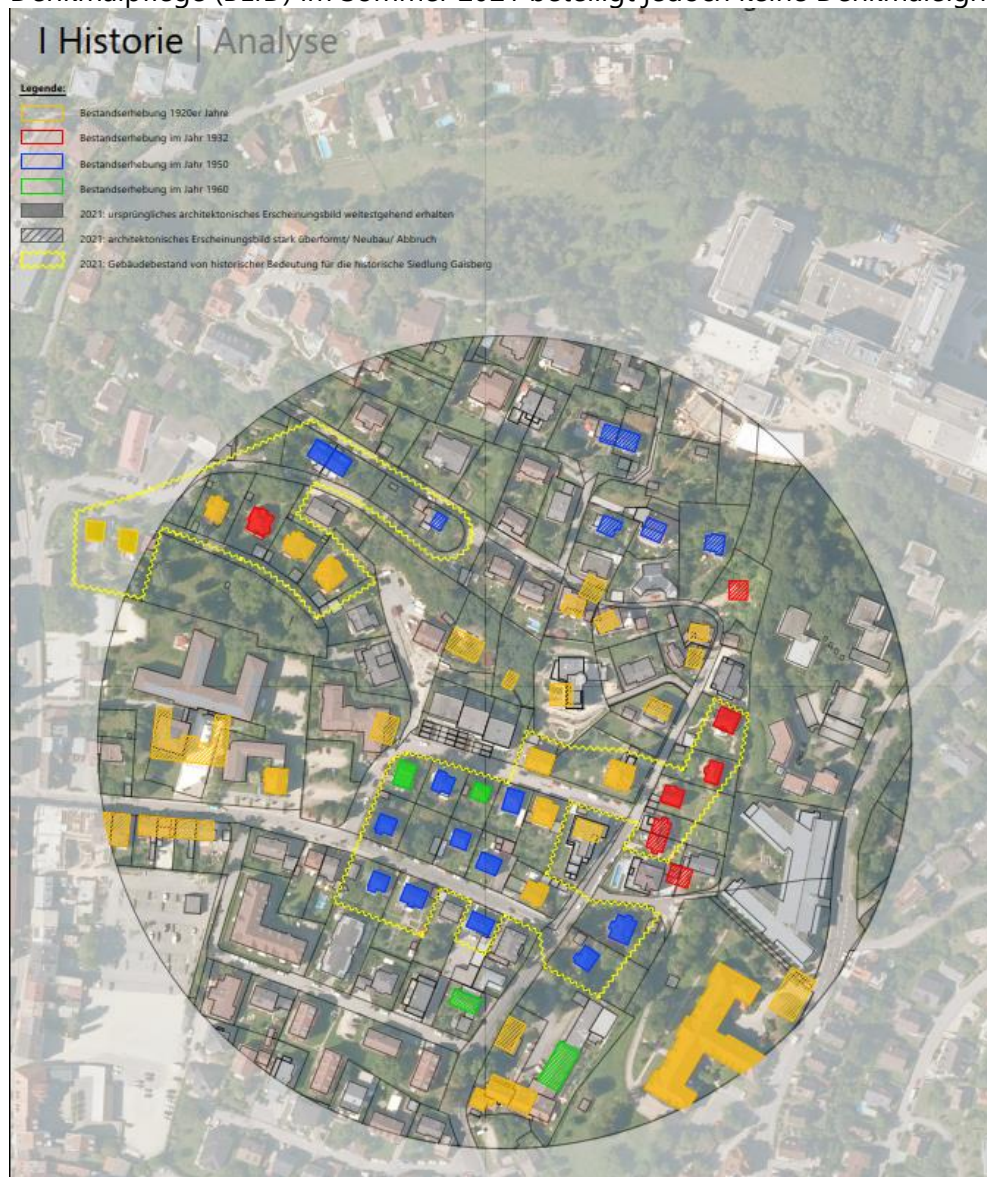 Denkmalpflege (BLfD) im Sommer 2021 beteiligt jedoch keine Denkmaleign
I Historie | Analyse
Legende:
Bestandserhebung 1920er Jahre
Bestandserhebung im Jahr 1932
Bestandserhebung im Jahr 1950
Bestandserhebung im Jahr 1960
2021: ursprüngliches architektonisches Erscheinungsbild weitestgehend erhalten
2021: architektonisches Erscheinungsbild stark überformt/ Neubau/ Abbruch
2021: Gebäudebestand von historischer Bedeutung für die historische Siedlung Gaisberg